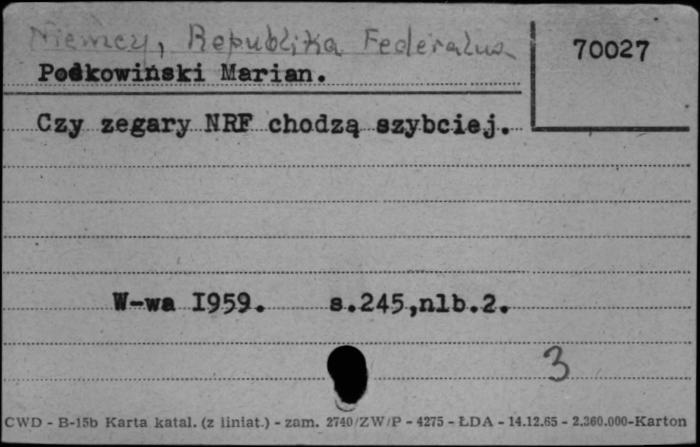 Niemcy, Republika Federalna
70027
Podkowiński Marian.
Czy zegary NRF chodzą szybciej.
W-wa I959. s.245,nlb.2.
3
CWD - B-15b Karta katal. (z liniat.) - zam. 2740/ZW/P - 4275 - ŁDA - 14.12.65 - 2.360.000-Karton